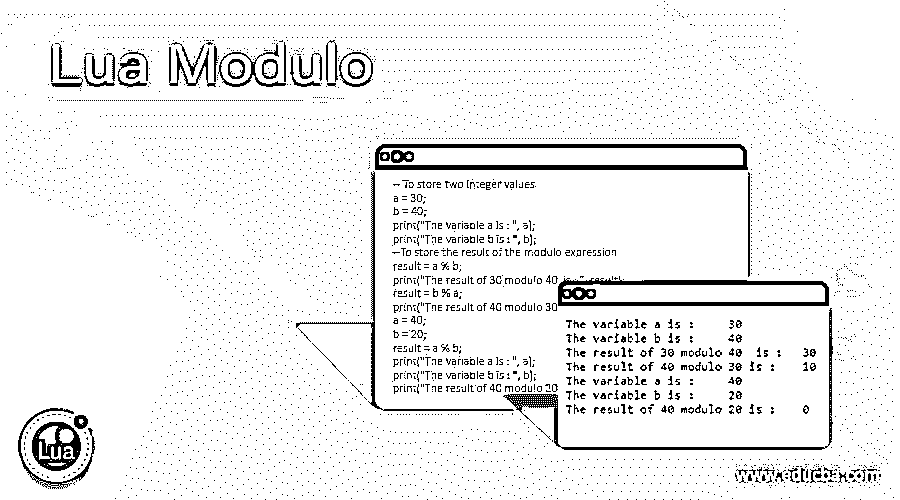 Lua Modulo
--To store two integer values
a = 30;
b = 40;
print("The variable a is : ", a);
print("The variable b is : ", b);
--To store the result of the modulo expression
result = a % b;
print("The result of 30 modulo 40 is : ", result);
result = b % a;
print("The result of 40 modulo 30
a = 40;
b = 20;
result = a % b;
print("The variable a is : ", a);
print("The variable b is : ", b);
print("The result of 40 modulo 20
The variable a is : 30
The variable b is : 40
The result of 30 modulo 40 is : 30
The result of 40 modulo 30 is : 10
The variable a is : 40
The variable b is : 20
The result of 40 modulo 20 is : 0
Lua
www.educba.com